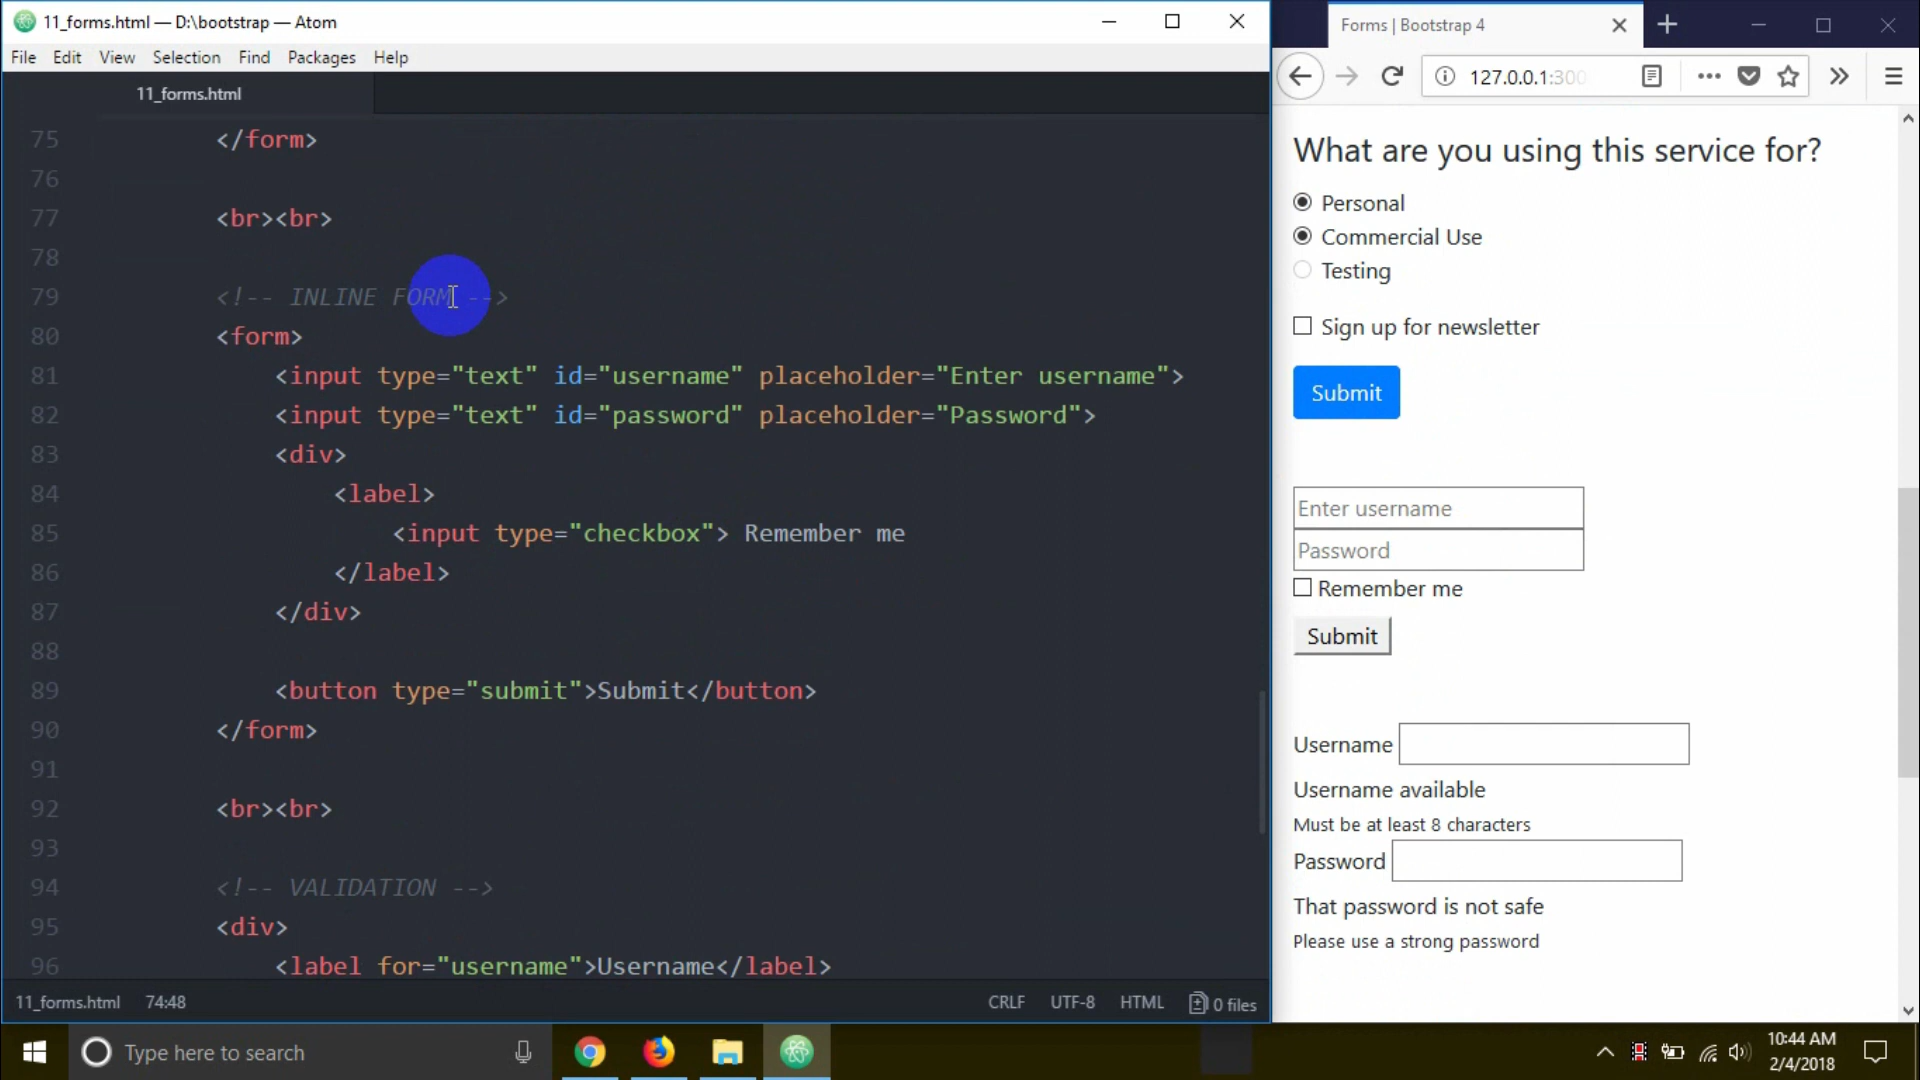 11_forms.html — D:\bootstrap — Atom
File Edit View Selection Find Packages Help
11_forms.html
75 </form>
76
77 <br><br>
78
79 <!-- INLINE FORM -->
80 <form>
81 <input type="text" id="username" placeholder="Enter username">
82 <input type="text" id="password" placeholder="Password">
83 <div>
84 <label>
85 <input type="checkbox"> Remember me
86 </label>
87 </div>
88
89 <button type="submit">Submit</button>
90 </form>
91
92 <br><br>
93
94 <!-- VALIDATION -->
95 <div>
96 <label for="username">Username</label>
11_forms.html 74:48 CRLF UTF-8 HTML 0 files
Forms | Bootstrap 4
127.0.0.1:300
What are you using this service for?
Personal
Commercial Use
Testing
Sign up for newsletter
Submit
Enter username
Password
Remember me
Submit
Username
Username available
Must be at least 8 characters
Password
That password is not safe
Please use a strong password
Type here to search
10:44 AM
2/4/2018